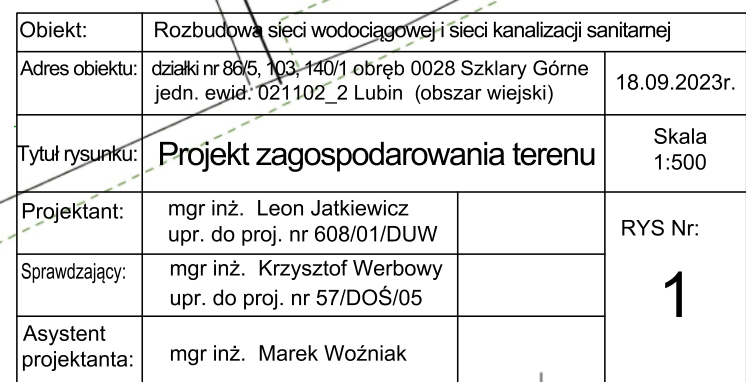 Obiekt: Rozbudowa sięci wodociągowej i sieci kanalizacji sanitarnej
Adres obiektu: działki nr 86/5, 103, 140/1 obręb 0028 Szklary Górne
jedn. ewid. 021102_2 Lubin (obszar wiejski)
18.09.2023r.
Tytuł rysunku: Projekt zagospodarowania terenu
Skala
1:500
Projektant: mgr inż. Leon Jatkiewicz
upr. do proj. nr 608/01/DUW
RYS Nr:
1
Sprawdzający: mgr inż. Krzysztof Werbowy
upr. do proj. nr 57/DOŚ/05
Asystent
projektanta: mgr inż. Marek Woźniak